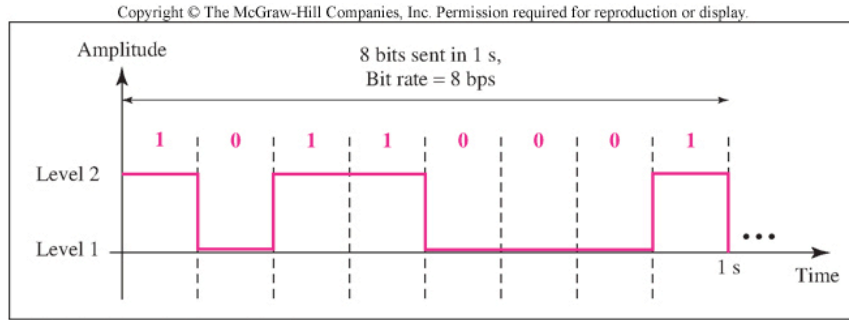 Copyright © The McGraw-Hill Companies, Inc. Permission required for reproduction or display.
Amplitude
8 bits sent in 1 s,
Bit rate = 8 bps
1 0 1 1 0 0 0 1
Level 2
Level 1
...
1 s
Time